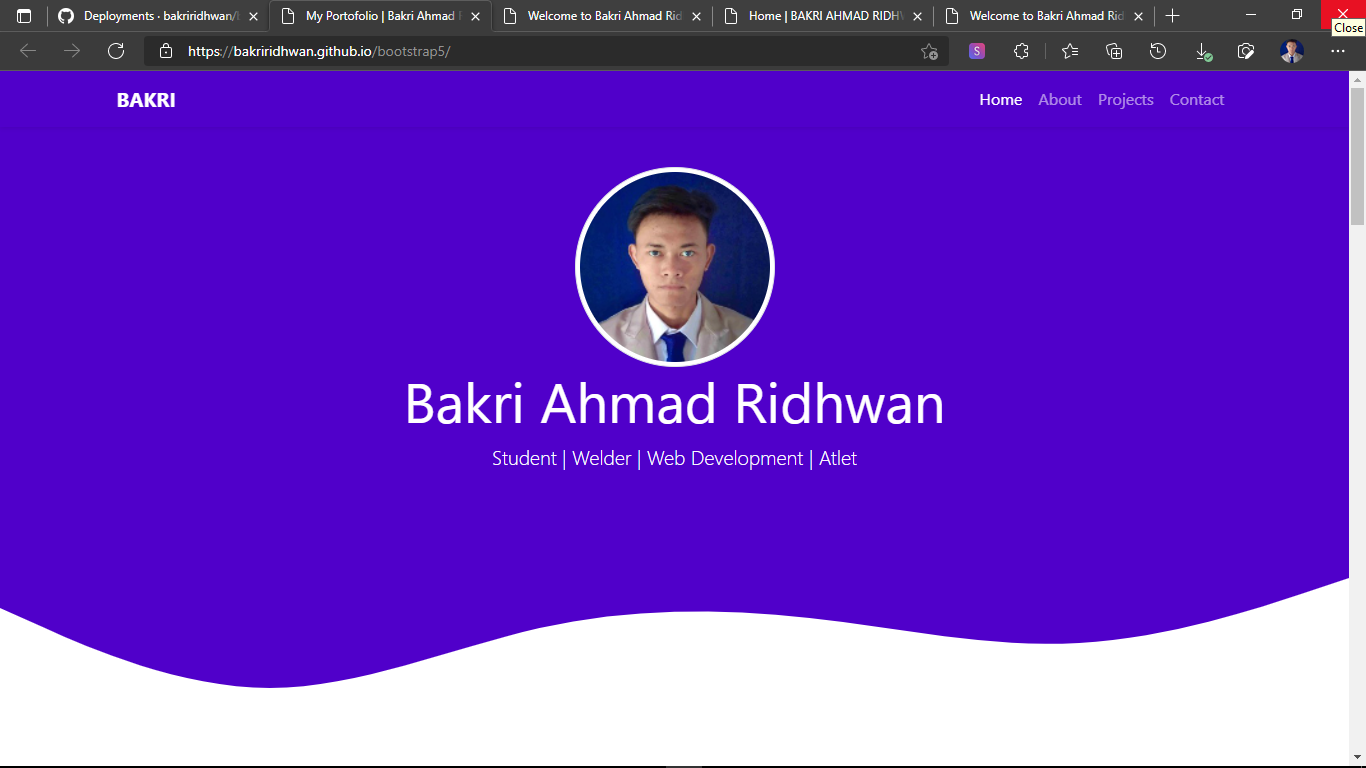 Deployments · bakriridhwan/
My Portofolio | Bakri Ahmad
Welcome to Bakri Ahmad Rid
Home | BAKRI AHMAD RIDH
Welcome to Bakri Ahmad Rid
Close
https://bakriridhwan.github.io/bootstrap5/
S
BAKRI
Home About Projects Contact
Bakri Ahmad Ridhwan
Student | Welder | Web Development | Atlet